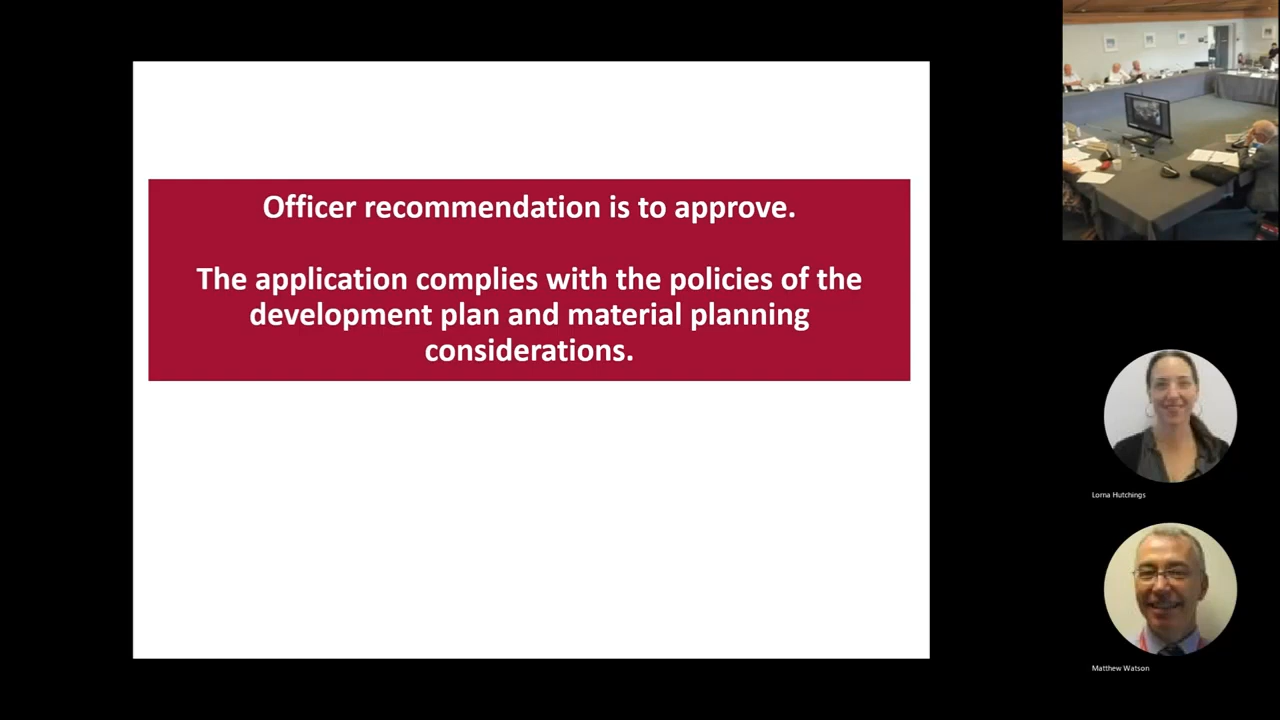 Officer recommendation is to approve.
The application complies with the policies of the
development plan and material planning
considerations.
Lorna Hutchings
Matthew Watson